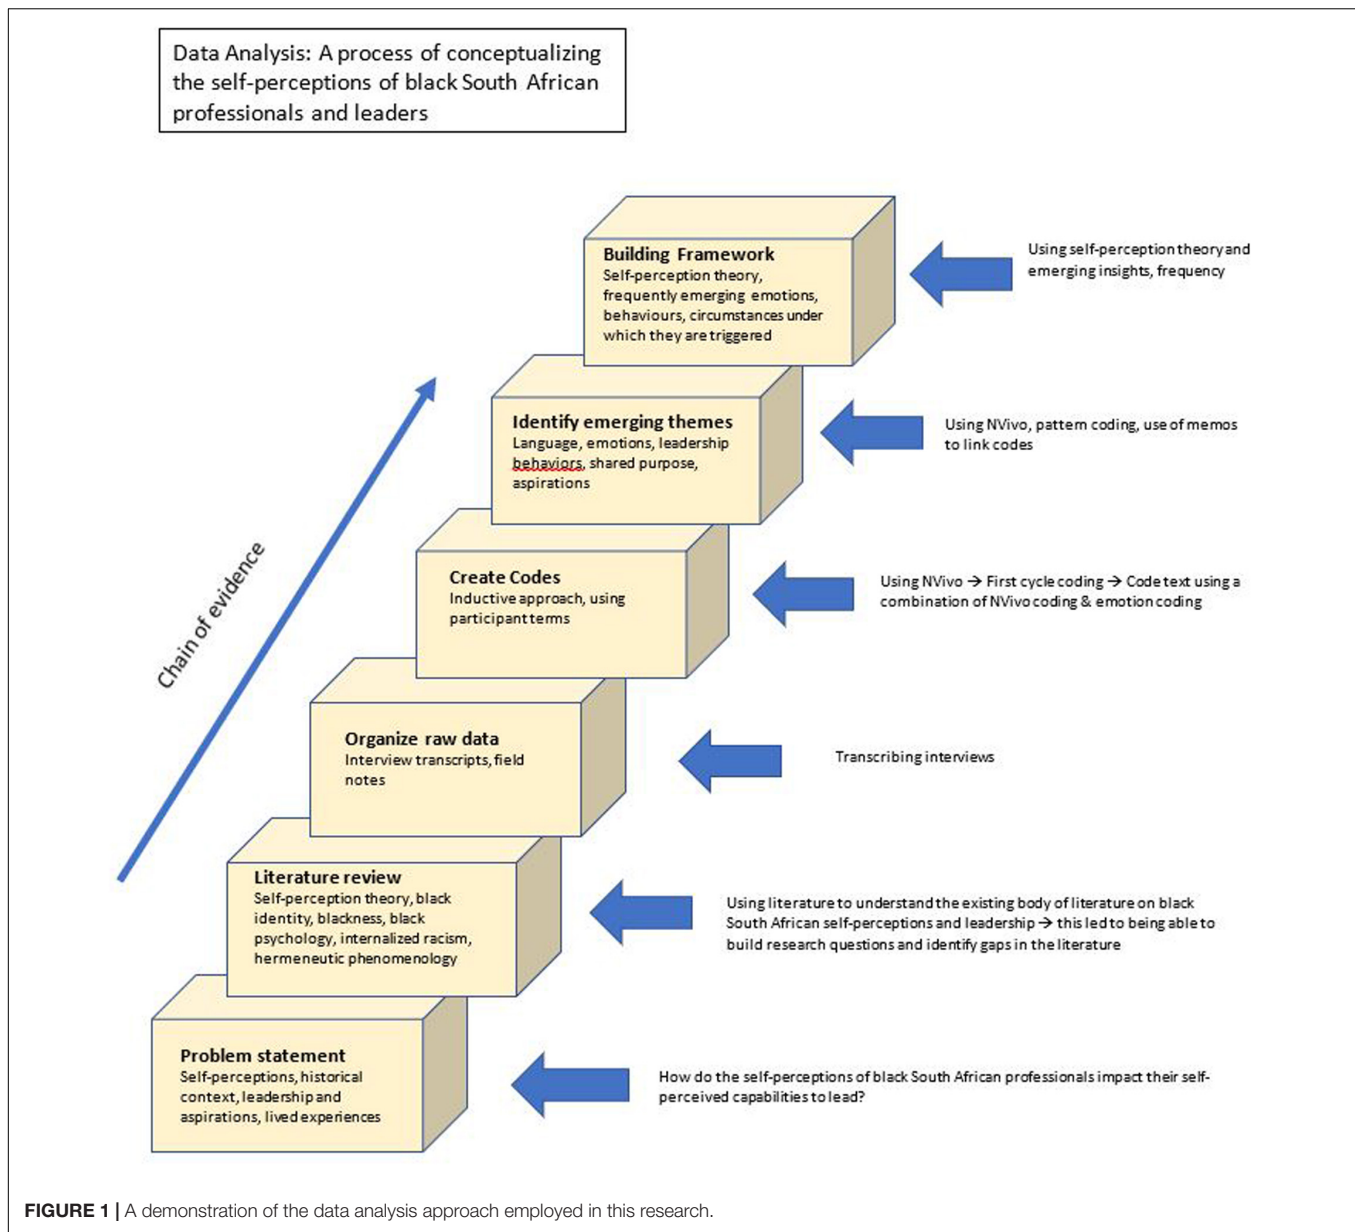 Data Analysis: A process of conceptualizing
the self-perceptions of black South African
professionals and leaders
Building Framework
Self-perception theory,
frequently emerging emotions,
behaviours, circumstances under
which they are triggered
Using self-perception theory and
emerging insights, frequency
Identify emerging themes
Language, emotions, leadership
behaviors, shared purpose,
aspirations
Using NVivo, pattern coding, use of memos
to link codes
Create Codes
Inductive approach, using
participant terms
Using NVivo → First cycle coding → Code text using a
combination of NVivo coding & emotion coding
Chain of evidence
Organize raw data
Interview transcripts, field
notes
Transcribing interviews
Literature review
Self-perception theory, black
identity, blackness, black
psychology, internalized racism,
hermeneutic phenomenology
Using literature to understand the existing body of literature on black
South African self-perceptions and leadership → this led to being able to
build research questions and identify gaps in the literature
Problem statement
Self-perceptions, historical
context, leadership and
aspirations, lived experiences
How do the self-perceptions of black South African professionals impact their self-
perceived capabilities to lead?
FIGURE 1 | A demonstration of the data analysis approach employed in this research.